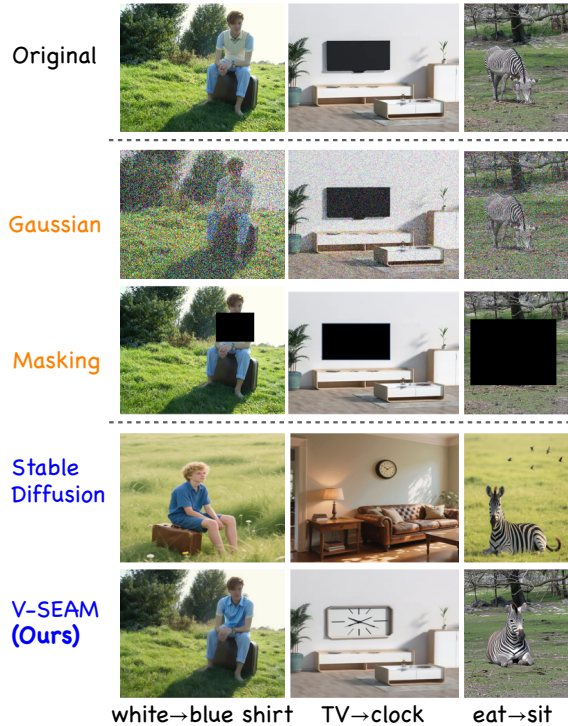 Original
Gaussian
Masking
Stable
Diffusion
V-SEAM
(Ours)
white→blue shirt TV→clock eat→sit